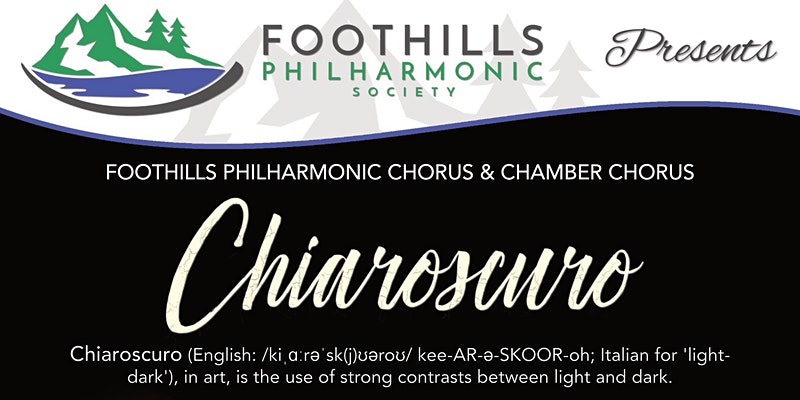 FOOTHILLS
PHILHARMONIC
SOCIETY
Presents
FOOTHILLS PHILHARMONIC CHORUS & CHAMBER CHORUS
Chiaroscuro
Chiaroscuro (English: /kiˌɑːrəˈsk(j)ʊəroʊ/ kee-AR-ə-SKOOR-oh; Italian for 'light-
dark'), in art, is the use of strong contrasts between light and dark.